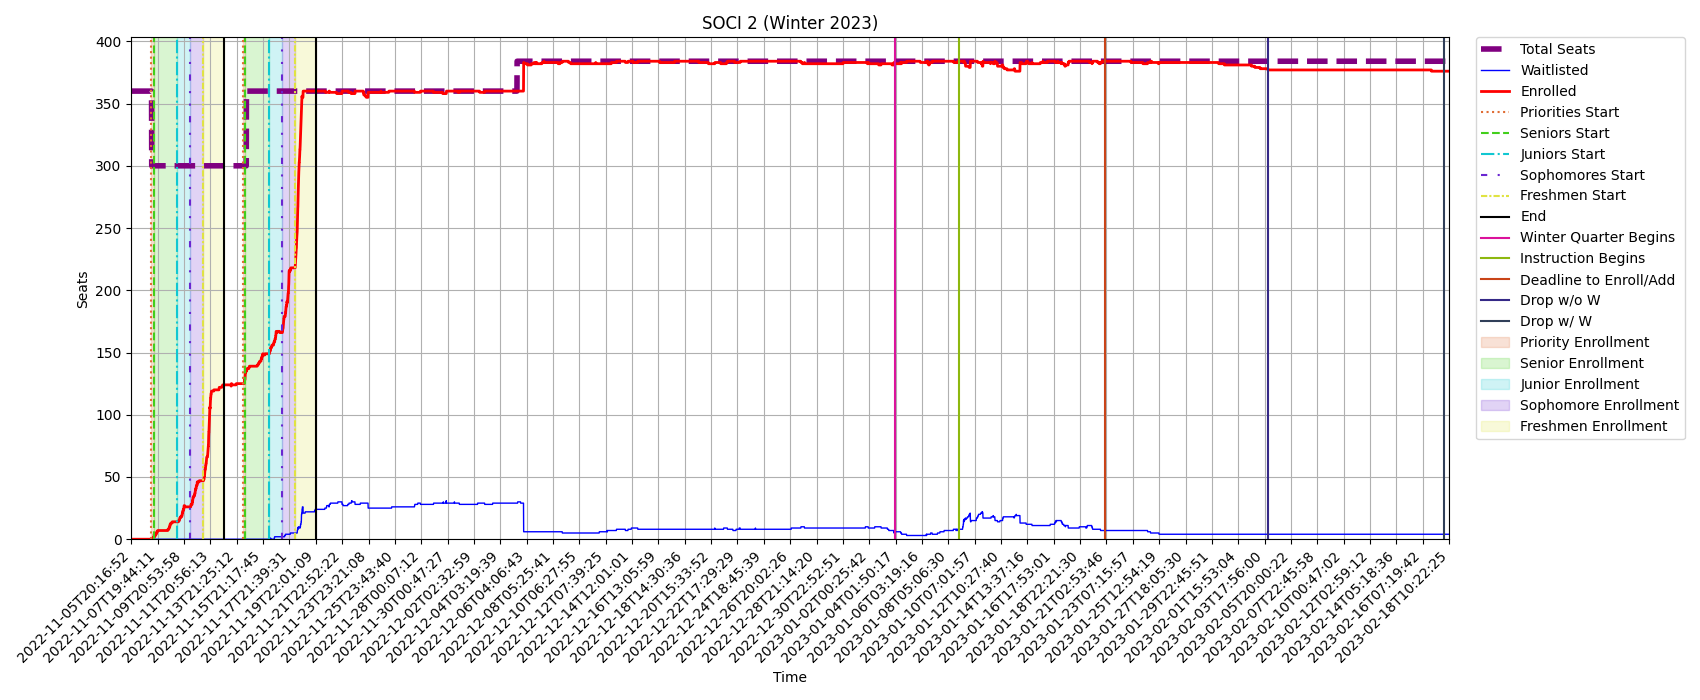 SOCI 2 (Winter 2023)
400
350
300
250
200
150
100
50
0
Seats
2022-11-05T20:16:52
2022-11-07T19:44:11
2022-11-09T20:53:58
2022-11-11T20:56:13
2022-11-13T21:25:12
2022-11-15T21:17:45
2022-11-17T21:39:31
2022-11-19T22:01:09
2022-11-21T22:52:22
2022-11-23T23:21:08
2022-11-25T23:43:40
2022-11-28T00:07:12
2022-11-30T00:47:27
2022-12-02T02:32:59
2022-12-04T03:19:39
2022-12-06T04:06:43
2022-12-08T05:25:41
2022-12-10T06:27:55
2022-12-12T07:39:25
2022-12-14T12:01:01
2022-12-16T13:05:59
2022-12-18T14:30:36
2022-12-20T15:33:52
2022-12-22T17:29:29
2022-12-24T18:45:39
2022-12-26T20:02:26
2022-12-28T21:14:20
2022-12-30T22:52:51
2023-01-02T00:25:42
2023-01-04T01:50:17
2023-01-06T03:19:16
2023-01-08T05:06:30
2023-01-10T07:01:57
2023-01-12T10:27:40
2023-01-14T13:37:16
2023-01-16T17:53:01
2023-01-18T22:21:30
2023-01-21T02:53:46
2023-01-23T07:15:57
2023-01-25T12:54:19
2023-01-27T18:05:30
2023-01-29T22:45:51
2023-02-01T15:53:04
2023-02-03T17:56:00
2023-02-05T20:00:22
2023-02-07T22:45:58
2023-02-10T00:47:02
2023-02-12T02:59:12
2023-02-14T05:18:36
2023-02-16T07:19:42
2023-02-18T10:22:25
Time
Total Seats
Waitlisted
Enrolled
Priorities Start
Seniors Start
Juniors Start
Sophomores Start
Freshmen Start
End
Winter Quarter Begins
Instruction Begins
Deadline to Enroll/Add
Drop w/o W
Drop w/ W
Priority Enrollment
Senior Enrollment
Junior Enrollment
Sophomore Enrollment
Freshmen Enrollment